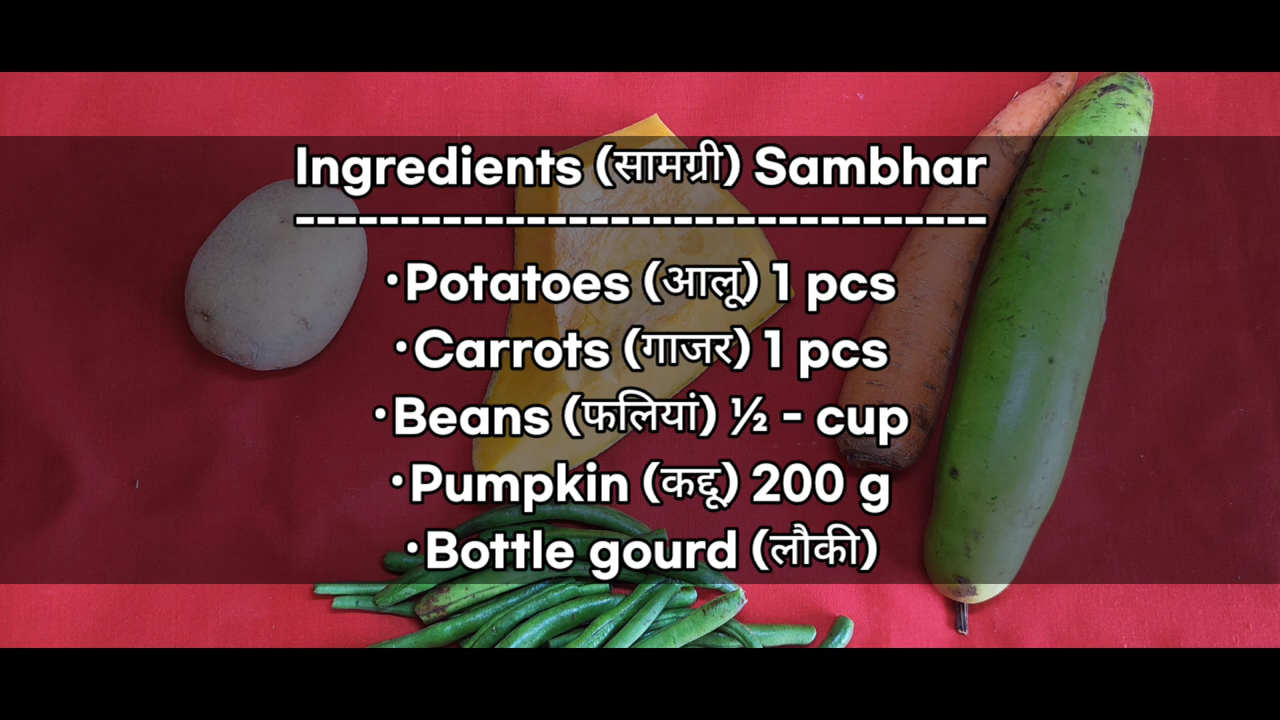 Ingredients (सामग्री) Sambhar
---------------------------------
·Potatoes (आलू) 1 pcs
·Carrots (गाजर) 1 pcs
·Beans (फलियां) ½ - cup
·Pumpkin (कद्दू) 200 g
·Bottle gourd (लौकी)